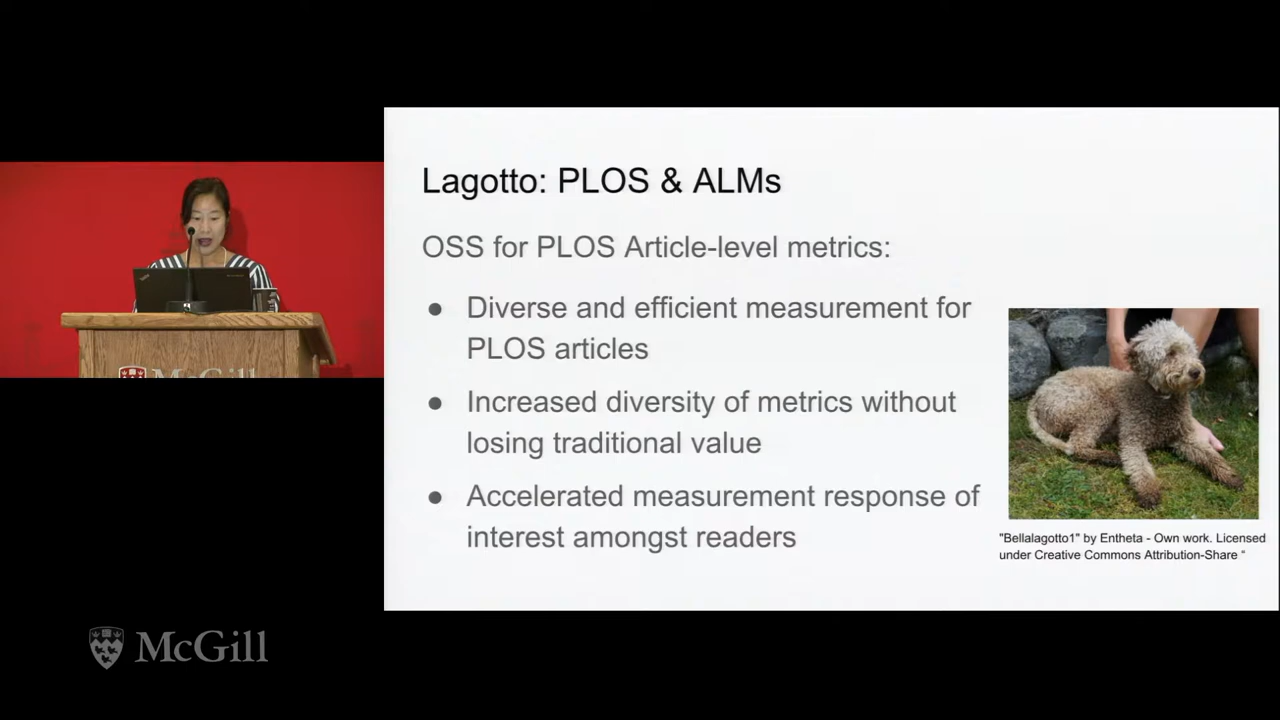 Lagotto: PLOS & ALMs
OSS for PLOS Article-level metrics:
● Diverse and efficient measurement for
PLOS articles
● Increased diversity of metrics without
losing traditional value
● Accelerated measurement response of
interest amongst readers
"Bellalagotto1" by Entheta - Own work. Licensed
under Creative Commons Attribution-Share “
McGill
McGill